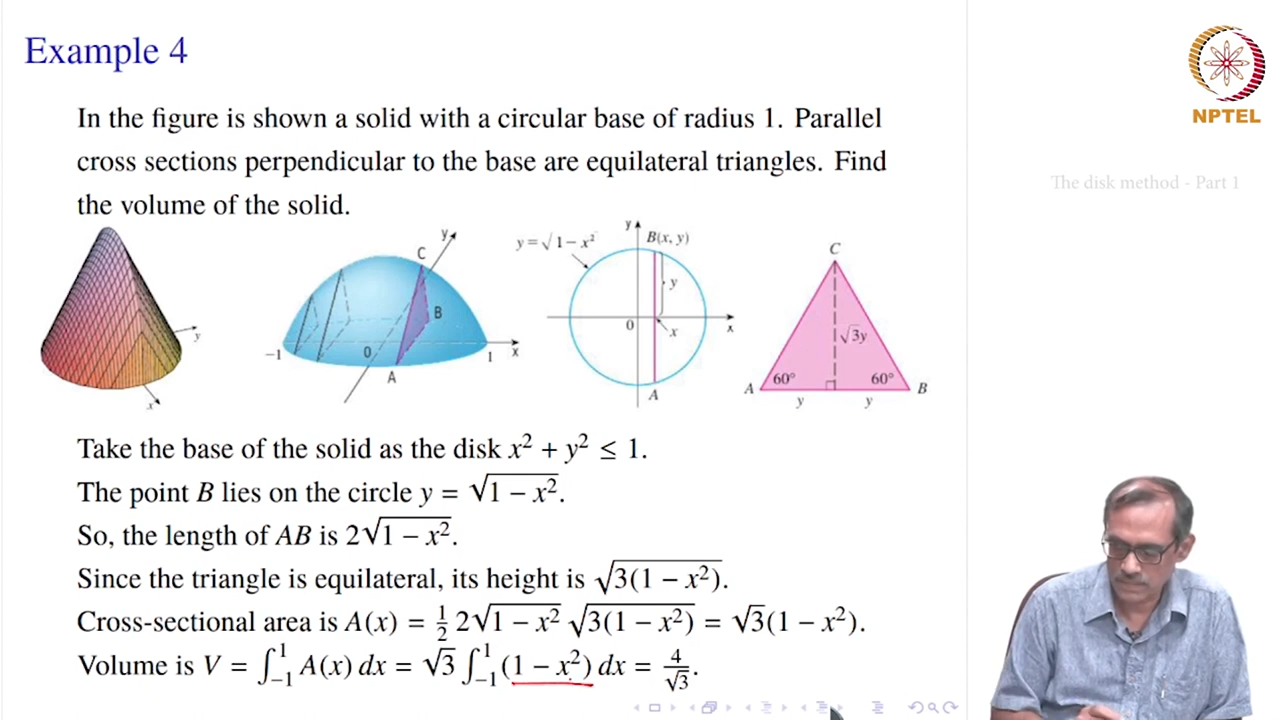 Example 4
NPTEL
In the figure is shown a solid with a circular base of radius 1. Parallel
cross sections perpendicular to the base are equilateral triangles. Find
the volume of the solid.
The disk method - Part 1
y
x
y
C
B
0
A
−1
1
x
y = √1 − x²
y
B(x, y)
y
0
x
x
A
C
√3y
60°
60°
A
B
y
y
Take the base of the solid as the disk x² + y² ≤ 1.
The point B lies on the circle y = √(1 − x²).
So, the length of AB is 2√(1 − x²).
Since the triangle is equilateral, its height is √(3(1 − x²)).
Cross-sectional area is A(x) = ½ 2√(1 − x²) √(3(1 − x²)) = √3(1 − x²).
Volume is V = ∫₋₁¹ A(x) dx = √3 ∫₋₁¹ (1 − x²) dx = 4/√3.